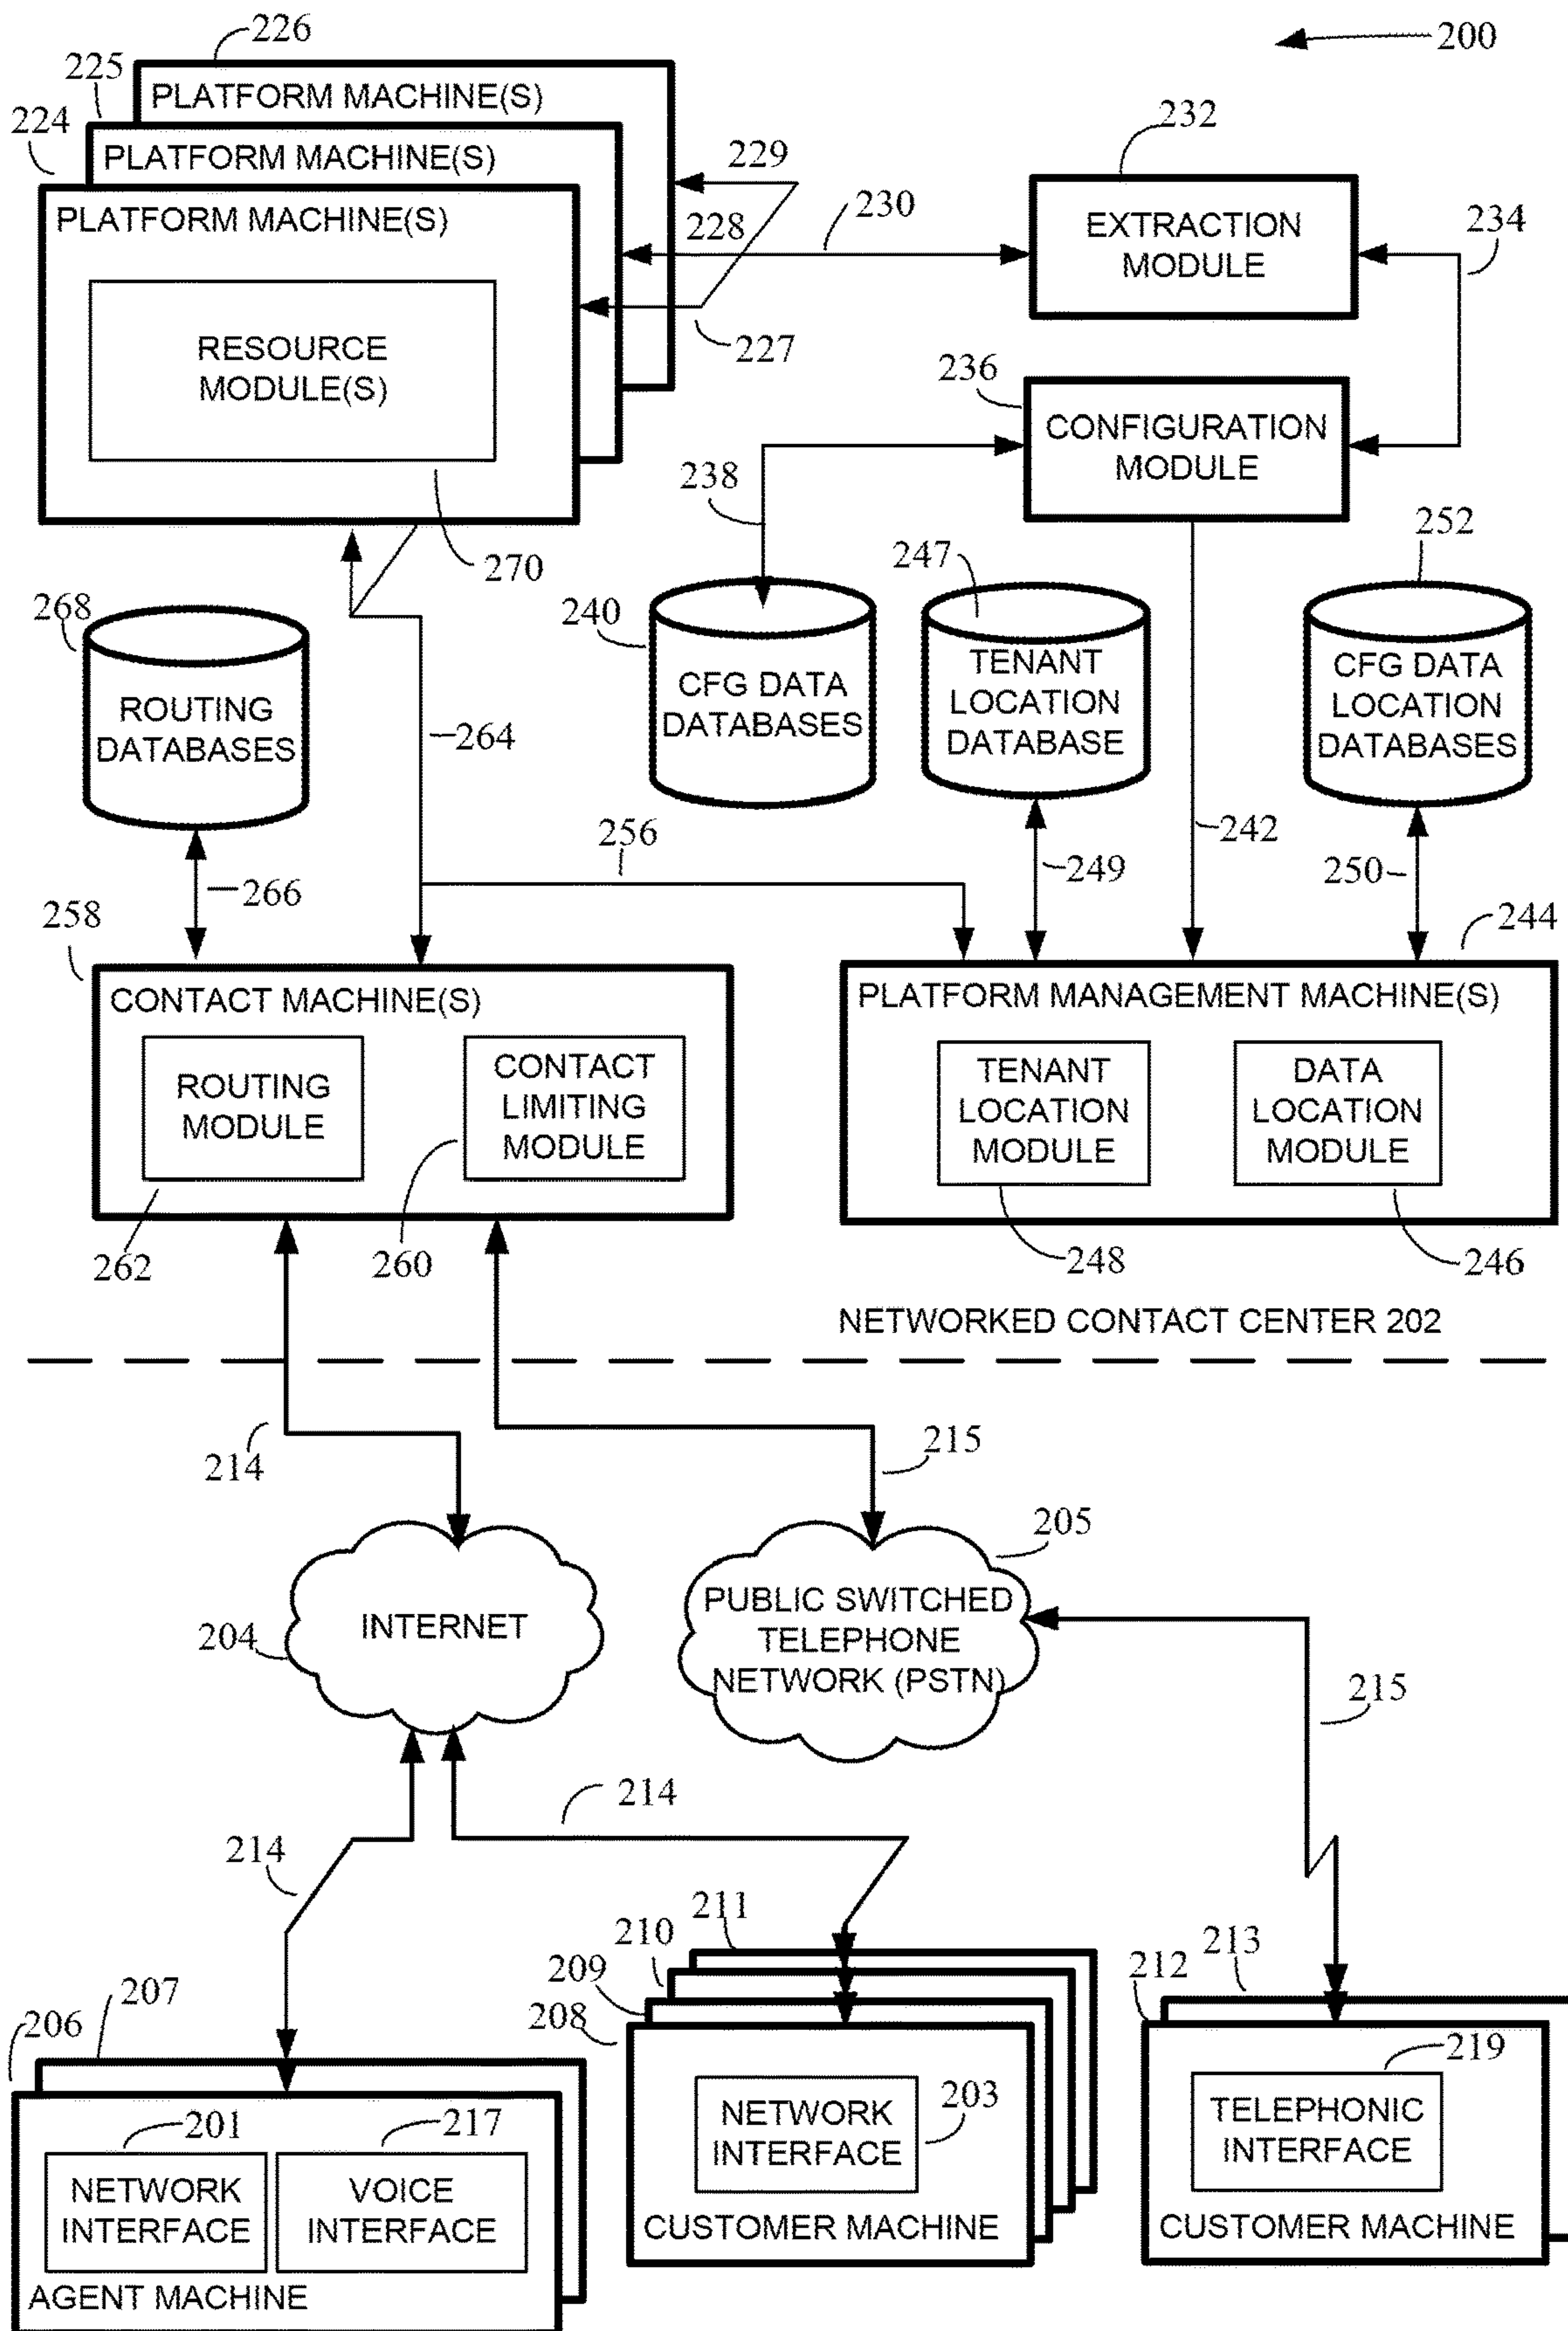 226
200
225
PLATFORM MACHINE(S)
224
232
PLATFORM MACHINE(S)
229
PLATFORM MACHINE(S)
230
234
228
EXTRACTION
MODULE
RESOURCE
MODULE(S)
227
236
CONFIGURATION
MODULE
238
252
247
270
268
240
TENANT
CFG DATA
CFG DATA
LOCATION
LOCATION
ROUTING
DATABASES
DATABASE
DATABASES
DATABASES
264
256
242
249
250
266
258
244
CONTACT MACHINE(S)
PLATFORM MANAGEMENT MACHINE(S)
ROUTING
MODULE
CONTACT
LIMITING
MODULE
TENANT
LOCATION
MODULE
DATA
LOCATION
MODULE
262
260
248
246
NETWORKED CONTACT CENTER 202
214
215
205
INTERNET
204
PUBLIC SWITCHED
TELEPHONE
NETWORK (PSTN)
215
214
214
211
210
213
209
212
207
208
206
219
203
201
217
NETWORK
INTERFACE
TELEPHONIC
INTERFACE
NETWORK
INTERFACE
VOICE
INTERFACE
CUSTOMER MACHINE
CUSTOMER MACHINE
AGENT MACHINE